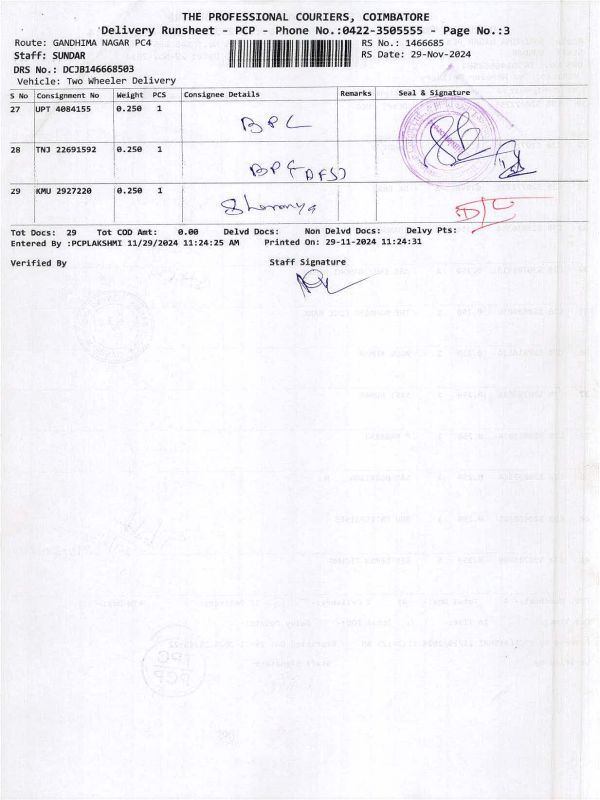 THE PROFESSIONAL COURIERS, COIMBATORE
Delivery Runsheet - PCP - Phone No.:0422-3505555 - Page No.:3
Route: GANDHIMA NAGAR PC4 RS No.: 1466685
Staff: SUNDAR RS Date: 29-Nov-2024
DRS No.: DCJB146668503
Vehicle: Two Wheeler Delivery
S No Consignment No Weight PCS Consignee Details Remarks Seal & Signature
27 UPT 4084155 0.250 1 BPL
28 TNJ 22691592 0.250 1
29 KMU 2927220 0.250 1 Sharanya
Tot Docs: 29 Tot COD Amt: 0.00 Delvd Docs: Non Delvd Docs: Delvy Pts:
Entered By :PCPLAKSHMI 11/29/2024 11:24:25 AM Printed On: 29-11-2024 11:24:31
Verified By Staff Signature